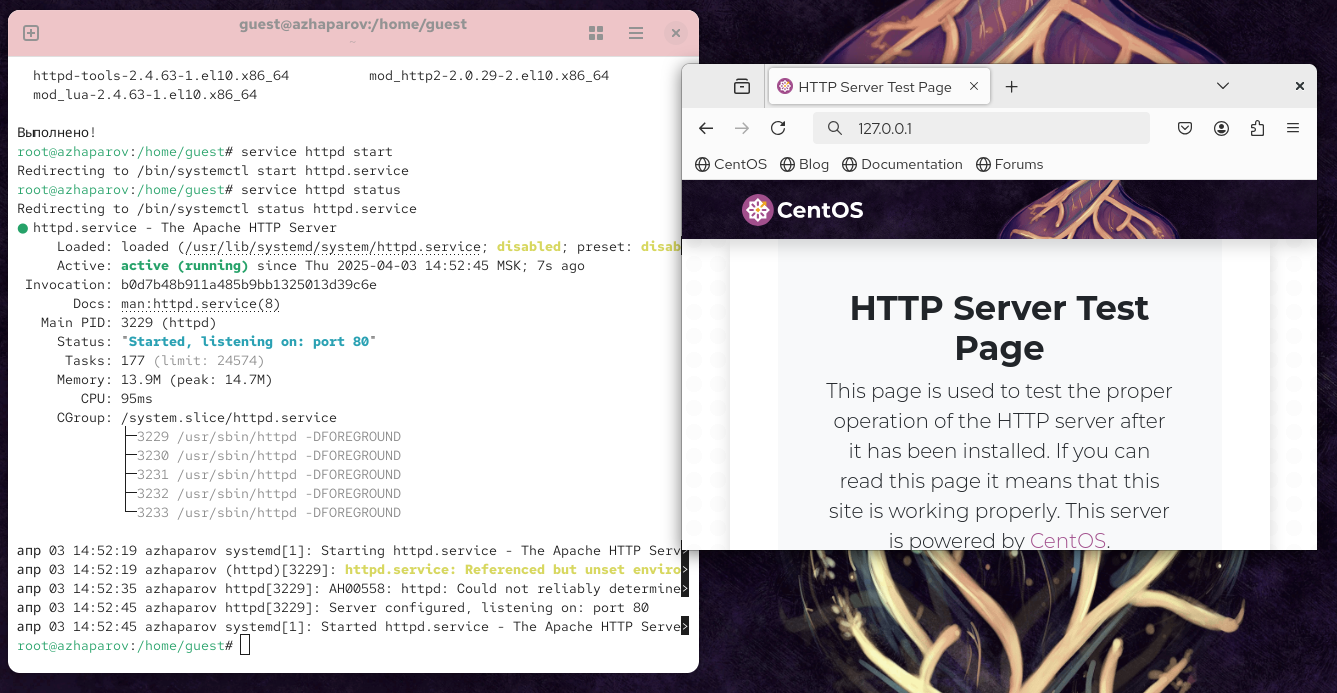 guest@azhaparov:/home/guest
httpd-tools-2.4.63-1.el10.x86_64 mod_http2-2.0.29-2.el10.x86_64
mod_lua-2.4.63-1.el10.x86_64
Выполнено!
root@azhaparov:/home/guest# service httpd start
Redirecting to /bin/systemctl start httpd.service
root@azhaparov:/home/guest# service httpd status
Redirecting to /bin/systemctl status httpd.service
● httpd.service - The Apache HTTP Server
Loaded: loaded (/usr/lib/systemd/system/httpd.service; disabled; preset: disab
Active: active (running) since Thu 2025-04-03 14:52:45 MSK; 7s ago
Invocation: b0d7b48b911a485b9bb1325013d39c6e
Docs: man:httpd.service(8)
Main PID: 3229 (httpd)
Status: "Started, listening on: port 80"
Tasks: 177 (limit: 24574)
Memory: 13.9M (peak: 14.7M)
CPU: 95ms
CGroup: /system.slice/httpd.service
├─3229 /usr/sbin/httpd -DFOREGROUND
├─3230 /usr/sbin/httpd -DFOREGROUND
├─3231 /usr/sbin/httpd -DFOREGROUND
├─3232 /usr/sbin/httpd -DFOREGROUND
└─3233 /usr/sbin/httpd -DFOREGROUND
апр 03 14:52:19 azhaparov systemd[1]: Starting httpd.service - The Apache HTTP Serv
апр 03 14:52:19 azhaparov (httpd)[3229]: httpd.service: Referenced but unset enviro>
апр 03 14:52:35 azhaparov httpd[3229]: AH00558: httpd: Could not reliably determine>
апр 03 14:52:45 azhaparov httpd[3229]: Server configured, listening on: port 80
апр 03 14:52:45 azhaparov systemd[1]: Started httpd.service - The Apache HTTP Serve>
root@azhaparov:/home/guest#
HTTP Server Test Page
127.0.0.1
CentOS Blog Documentation Forums
CentOS
HTTP Server Test
Page
This page is used to test the proper
operation of the HTTP server after
it has been installed. If you can
read this page it means that this
site is working properly. This server
is powered by CentOS.